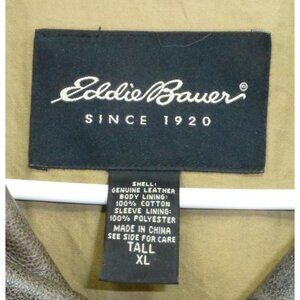 Eddie Bauer®
SINCE 1920
SHELL:
GENUINE LEATHER
BODY LINING:
100% COTTON
SLEEVE LINING:
100% POLYESTER
MADE IN CHINA
SEE SIDE FOR CARE
TALL
XL